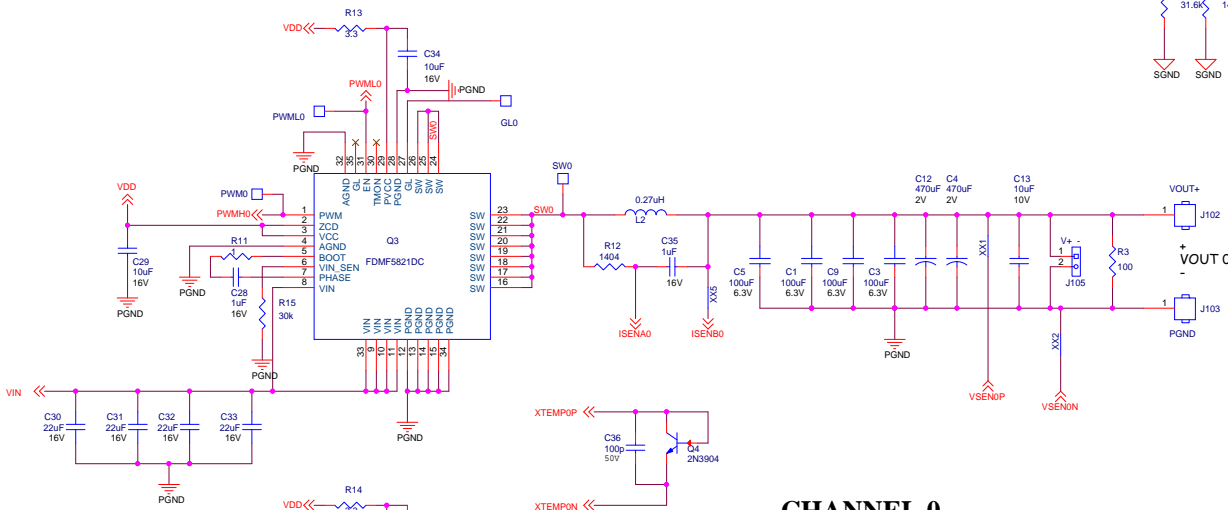 R13
VDD
3.3
C34
10uF
16V
31.6k
SGND
SGND
PWML0
PGND
PWML0
GL0
SW0
PGND
32
35
31
30
29
28
27
26
25
24
AGND
GL
EN
TMON
PVCC
PGND
GL
SW
SW
SW
VDD
PWM0
PWMH0
1
2
3
4
5
6
7
8
PWM
ZCD
VCC
AGND
BOOT
VIN_SEN
PHASE
VIN
Q3
FDMF5821DC
SW
SW
SW
SW
SW
SW
SW
SW
23
22
21
20
19
18
17
16
C29
10uF
16V
PGND
R11
1
PGND
C28
1uF
16V
R15
30k
PGND
VIN
VIN
VIN
VIN
PGND
PGND
PGND
PGND
PGND
33
9
10
11
12
13
14
15
34
PGND
SW0
SW0
0.27uH
L2
R12
1404
C35
1uF
16V
XX5
ISENA0
ISENB0
C5
100uF
6.3V
C1
100uF
6.3V
C9
100uF
6.3V
C3
100uF
6.3V
C12
470uF
2V
C4
470uF
2V
C13
10uF
10V
PGND
XX1
V+ -
1
2
J105
R3
100
XX2
VSEN0P
VSEN0N
VOUT+
1
J102
+
VOUT 0
-
1
J103
PGND
VIN
C30
22uF
16V
C31
22uF
16V
C32
22uF
16V
C33
22uF
16V
PGND
XTEMP0P
C36
100p
50V
Q4
2N3904
XTEMP0N
R14
VDD
CHANNEL 0